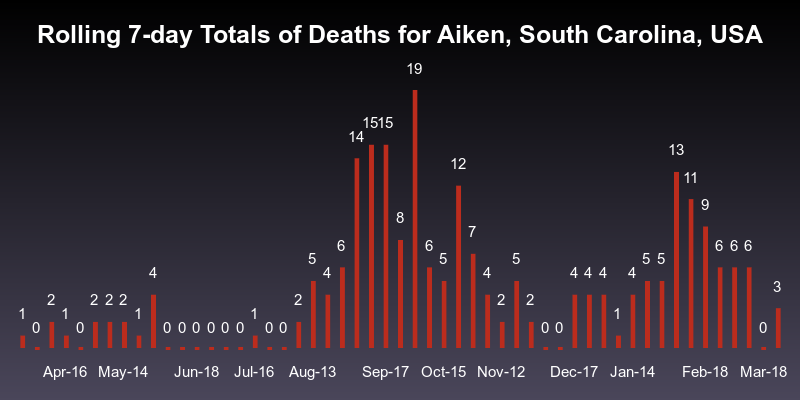 Rolling 7-day Totals of Deaths for Aiken, South Carolina, USA
1 0 2 1 0 2 2 2 1 4 0 0 0 0 0 0 1 0 0 2 5 4 6 14 15 15 8 19 6 5 12 7 4 2 5 2 0 0 4 4 4 1 4 5 5 13 11 9 6 6 6 0 3
Apr-16 May-14 Jun-18 Jul-16 Aug-13 Sep-17 Oct-15 Nov-12 Dec-17 Jan-14 Feb-18 Mar-18